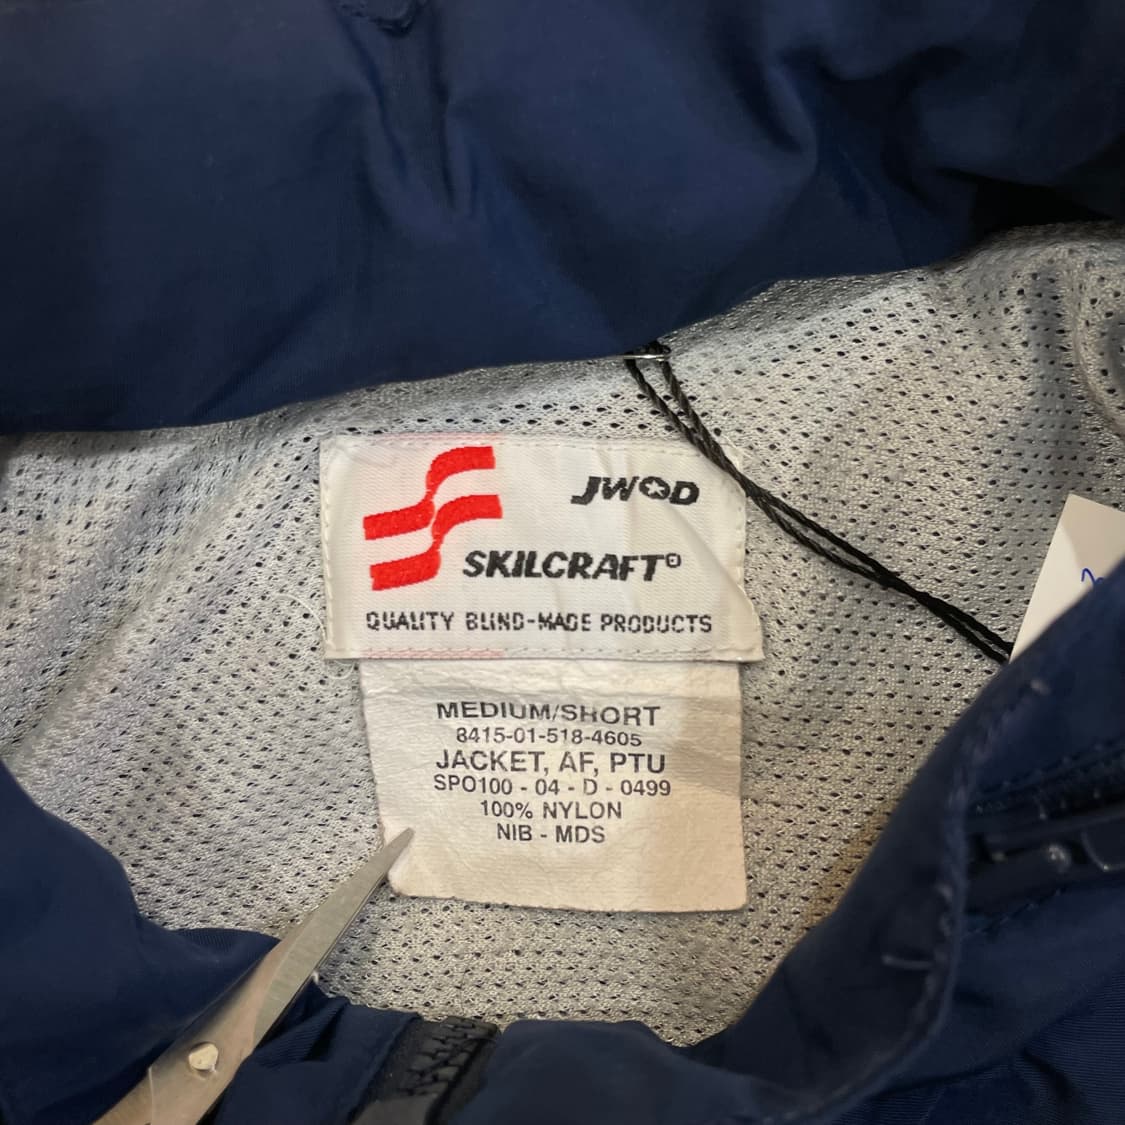 JWOD
SKILCRAFT®
QUALITY BLIND-MADE PRODUCTS
MEDIUM/SHORT
8415-01-518-4605
JACKET, AF, PTU
SPO100 - 04 - D - 0499
100% NYLON
NIB - MDS